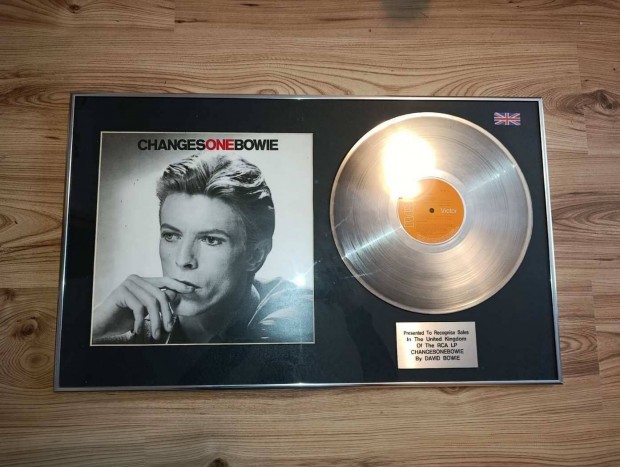 CHANGESONEBOWIE
Victor
Presented To Recognise Sales
In The United Kingdom
Of The RCA LP
CHANGESONEBOWIE
By DAVID BOWIE